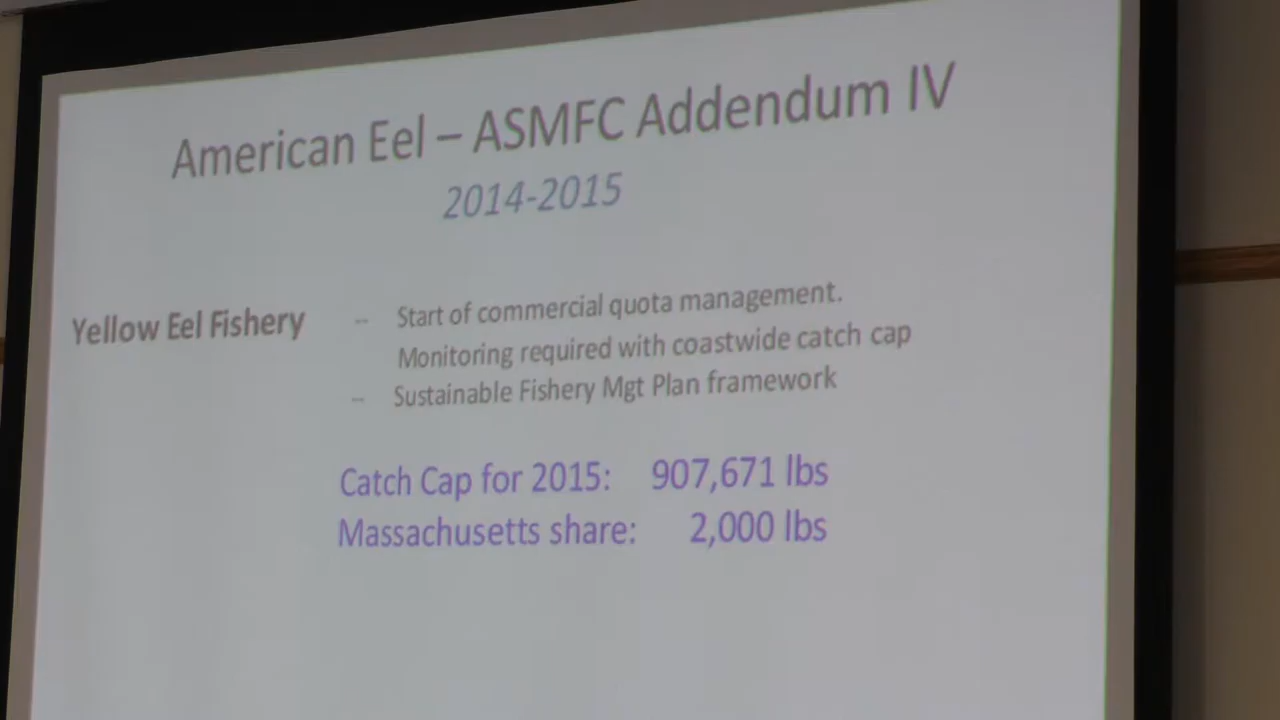 American Eel – ASMFC Addendum IV
2014-2015
Yellow Eel Fishery – Start of commercial quota management.
Monitoring required with coastwide catch cap
– Sustainable Fishery Mgt Plan framework
Catch Cap for 2015: 907,671 lbs
Massachusetts share: 2,000 lbs